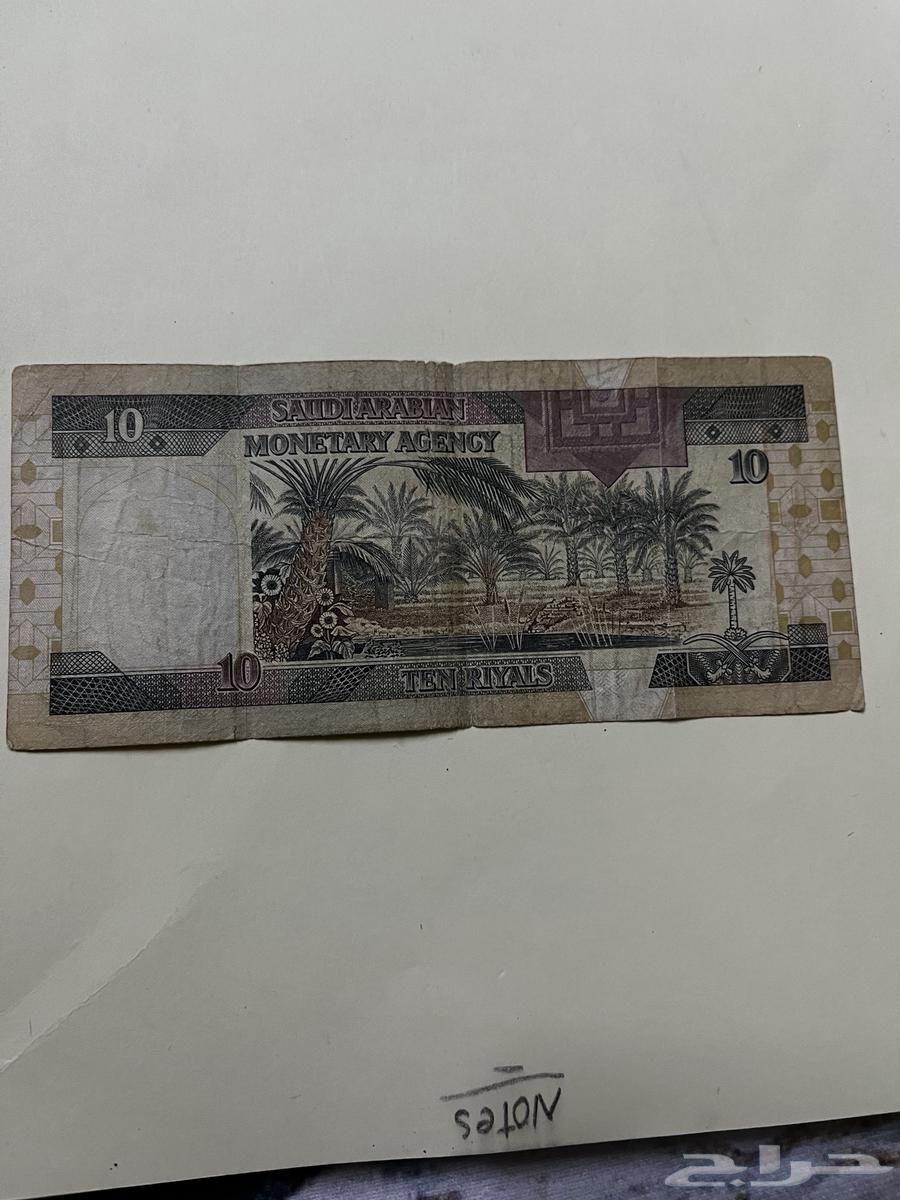 10
SAUDI ARABIAN
MONETARY AGENCY
10
10
TEN RIYALS
Notes
حراج